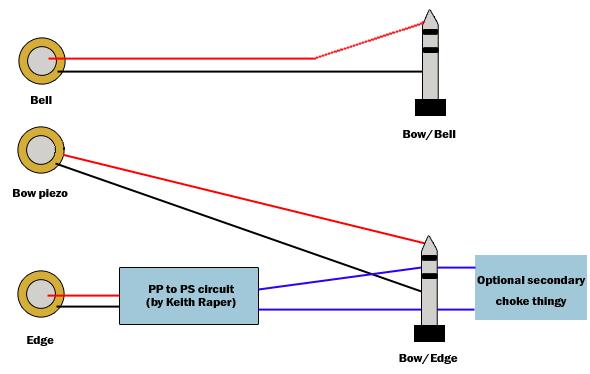 Bell
Bow/Bell
Bow piezo
PP to PS circuit
(by Keith Raper)
Optional secondary
choke thingy
Edge
Bow/Edge